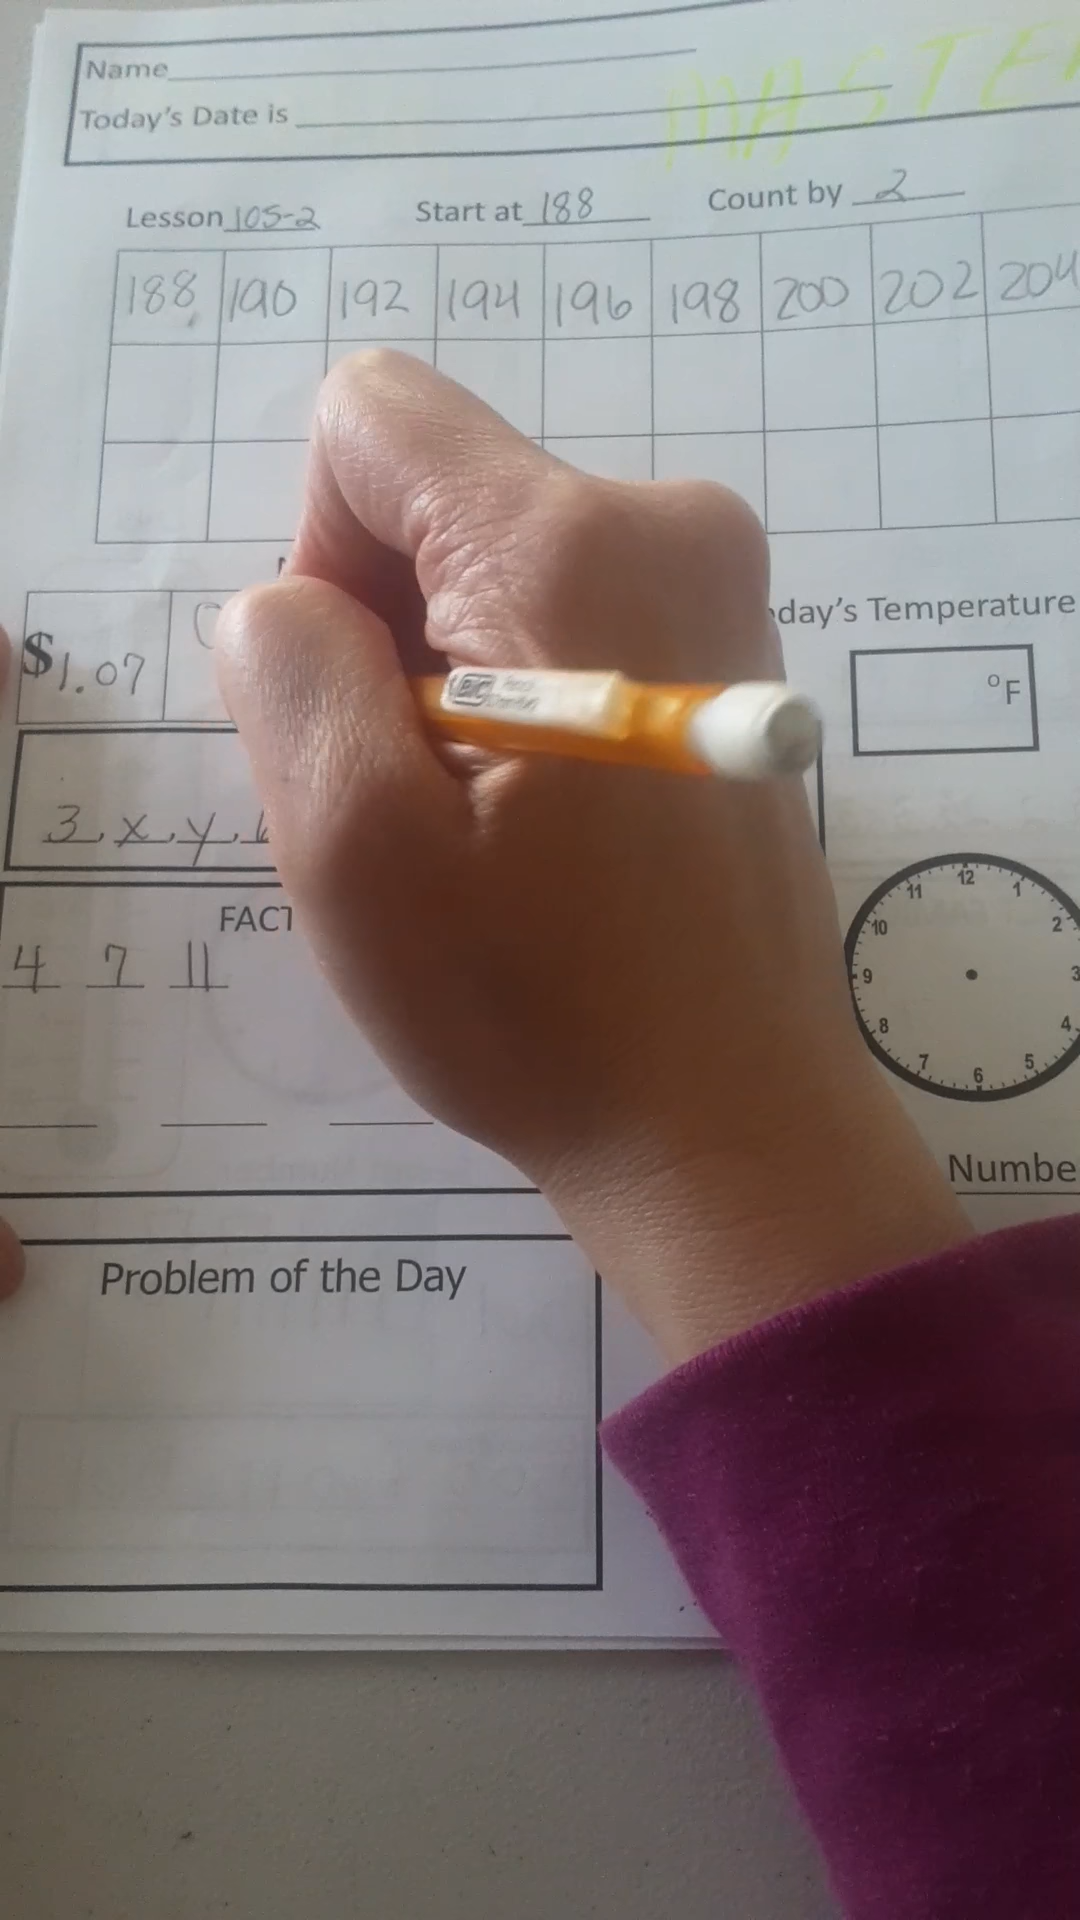 Name
Today's Date is
MASTE
Lesson 105-2 Start at 188 Count by 2
188 190 192 194 196 198 200 202 204
day's Temperature
$1.07
°F
3, x, y,
FACT
4 7 11
12
11 1
10 2
9 3
8 4
7 5
6
Numbe
Problem of the Day